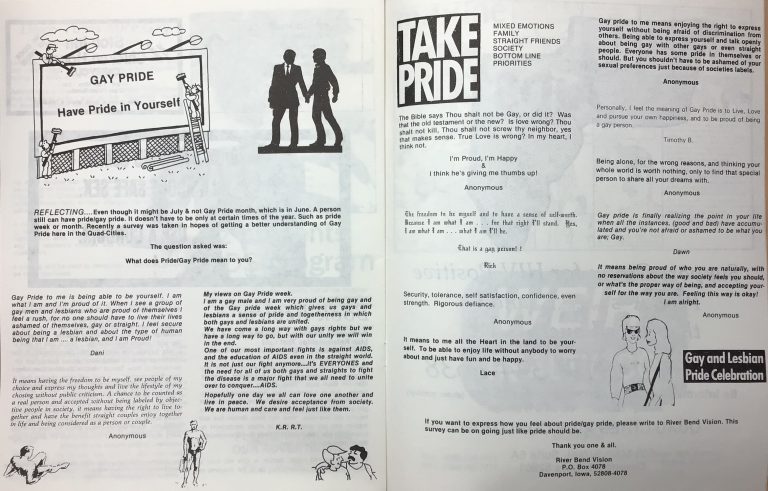 GAY PRIDE
Have Pride in Yourself
REFLECTING....Even though it might be July & not Gay Pride month, which is in June. A person
still can have pride/gay pride. It doesn't have to be only at certain times of the year. Such as pride
week or month. Recently a survey was taken in hopes of getting a better understanding of Gay
Pride here in the Quad-Cities.
The question asked was:
What does Pride/Gay Pride mean to you?
Gay Pride to me is being able to be yourself. I am
what I am and I'm proud of it. When I see a group of
gay men and lesbians who are proud of themselves I
feel a rush, for no one should have to live their lives
ashamed of themselves, gay or straight. I feel secure
about being a lesbian and about the type of human
being that I am ... a lesbian, and I am Proud!
Dani
It means having the freedom to be myself, see people of my
choice and express my thoughts and live the lifestyle of my
chosing without public criticism. A chance to be counted as
a real person and accepted without being labeled by objec-
tive people in society, it means having the right to live to-
gether and have the benefit straight couples enjoy together
in life and being considered as a person or couple.
Anonymous
My views on Gay Pride week.
I am a gay male and I am very proud of being gay and
of the Gay pride week which gives us gays and
lesbians a sense of pride and togetherness in which
both gays and lesbians are united.
We have come a long way with gays rights but we
have a long way to go, but with our unity we will win
in the end.
One of our most important fights is against AIDS,
and the education of AIDS even in the straight world.
It is not just our fight anymore...It's EVERYONES and
the need for all of us both gays and straights to fight
the disease is a major fight that we all need to unite
over to conquer....AIDS.
Hopefully one day we all can love one another and
live in peace. We desire acceptance from society.
We are human and care and feel just like them.
K.R. R.T.
TAKE
PRIDE
MIXED EMOTIONS
FAMILY
STRAIGHT FRIENDS
SOCIETY
BOTTOM LINE
PRIORITIES
The Bible says Thou shalt not be Gay, or did it? Was
that the old testament or the new? Is love wrong? Thou
shalt not kill, Thou shalt not screw thy neighbor, yes
that makes sense. True Love is wrong? In my heart, I
think not.
I'm Proud, I'm Happy
&
I think he's giving me thumbs up!
Anonymous
The freedom to be myself and to have a sense of self-worth.
Because I am what I am . . . for that right I'll stand. Yes,
I am what I am . . . what I am I'll be.
That is a gay person!
Rick
Security, tolerance, self satisfaction, confidence, even
strength. Rigorous defiance.
Anonymous
It means to me all the Heart in the land to be your-
self. To be able to enjoy life without anybody to worry
about and just have fun and be happy.
Lace
Gay pride to me means enjoying the right to express
yourself without being afraid of discrimination from
others. Being able to express yourself and talk openly
about being gay with other gays or even straight
people. Everyone has some pride in themselves or
should. But you shouldn't have to be ashamed of your
sexual preferences just because of societies labels.
Anonymous
Personally, I feel the meaning of Gay Pride is to Live, Love
and pursue your own happiness, and to be proud of being
a gay person.
Timothy B.
Being alone, for the wrong reasons, and thinking your
whole world is worth nothing, only to find that special
person to share all your dreams with.
Anonymous
Gay pride is finally realizing the point in your life
when all the instances, (good and bed) have accumu-
lated and you're not afraid or ashamed to be what you
are; Gay.
Dawn
It means being proud of who you are naturally, with
no reservations about the way society feels you should,
or what's the proper way of being, and accepting your-
self for the way you are. Feeling this way is okay!
I am alright.
Anonymous
Gay and Lesbian
Pride Celebration
If you want to express how you feel about pride/gay pride, please write to River Bend Vision. This
survey can be on going just like pride should be.
Thank you one & all.
River Bend Vision
P.O. Box 4078
Davenport, Iowa, 52808-4078